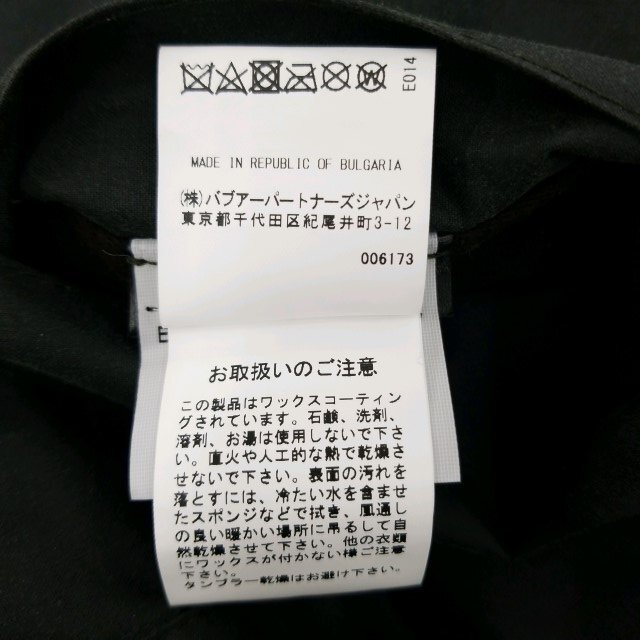 E014
MADE IN REPUBLIC OF BULGARIA
(株)バブアーパートナーズジャパン
東京都千代田区紀尾井町3-12
006173
お取扱いのご注意
この製品はワックスコーティン
グされています。石鹸、洗剤、
溶剤、お湯は使用しないで下さ
い。直火や人工的な熱で乾燥さ
せないで下さい。表面の汚れを
落とすには、冷たい水を含ませ
たスポンジなどで拭き、風通し
の良い暖かい場所に吊るして自
然乾燥させて下さい。他の衣類
にワックスが付かない様ご注意
下さい。
タンブラー乾燥はお避け下さい。